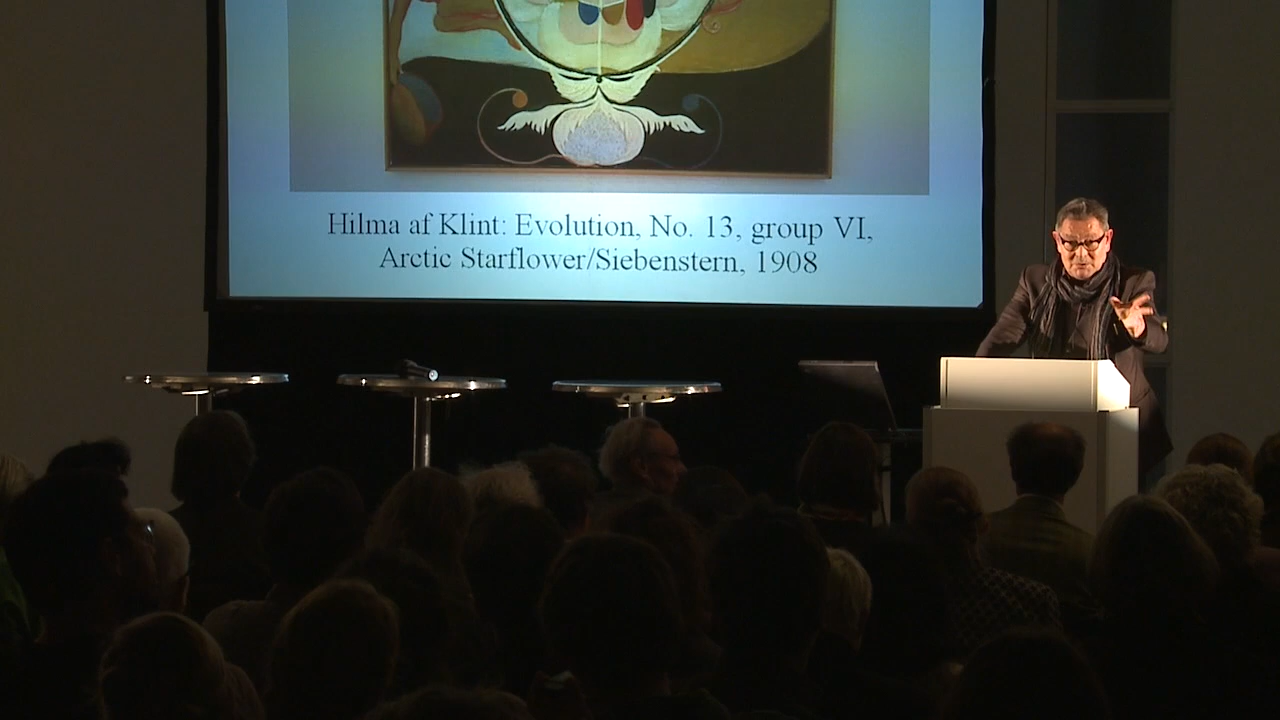 Hilma af Klint: Evolution, No. 13, group VI,
Arctic Starflower/Siebenstern, 1908